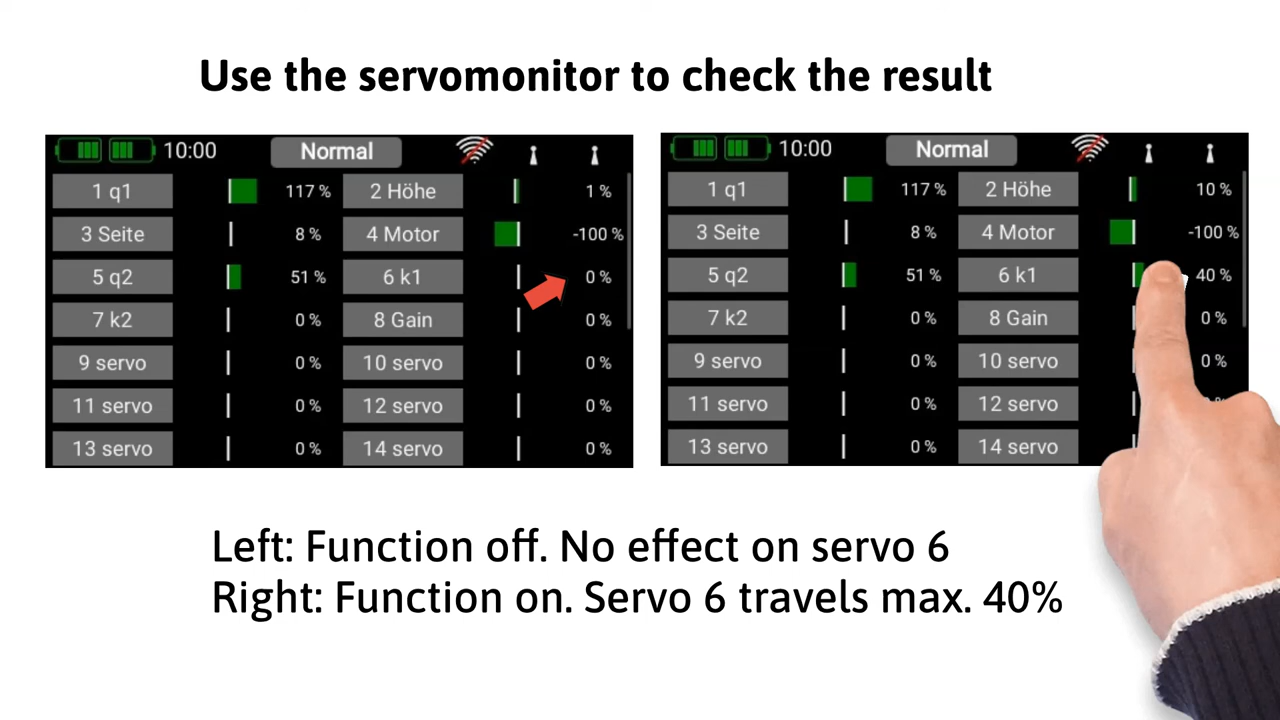 Use the servomonitor to check the result
10:00 Normal
1 q1 117 % 2 Höhe 1 %
3 Seite 8 % 4 Motor -100 %
5 q2 51 % 6 k1 0 %
7 k2 0 % 8 Gain 0 %
9 servo 0 % 10 servo 0 %
11 servo 0 % 12 servo 0 %
13 servo 0 % 14 servo 0 %
10:00 Normal
1 q1 117 % 2 Höhe 10 %
3 Seite 8 % 4 Motor -100 %
5 q2 51 % 6 k1 40 %
7 k2 0 % 8 Gain 0 %
9 servo 0 % 10 servo 0 %
11 servo 0 % 12 servo
13 servo 0 % 14 servo
Left: Function off. No effect on servo 6
Right: Function on. Servo 6 travels max. 40%